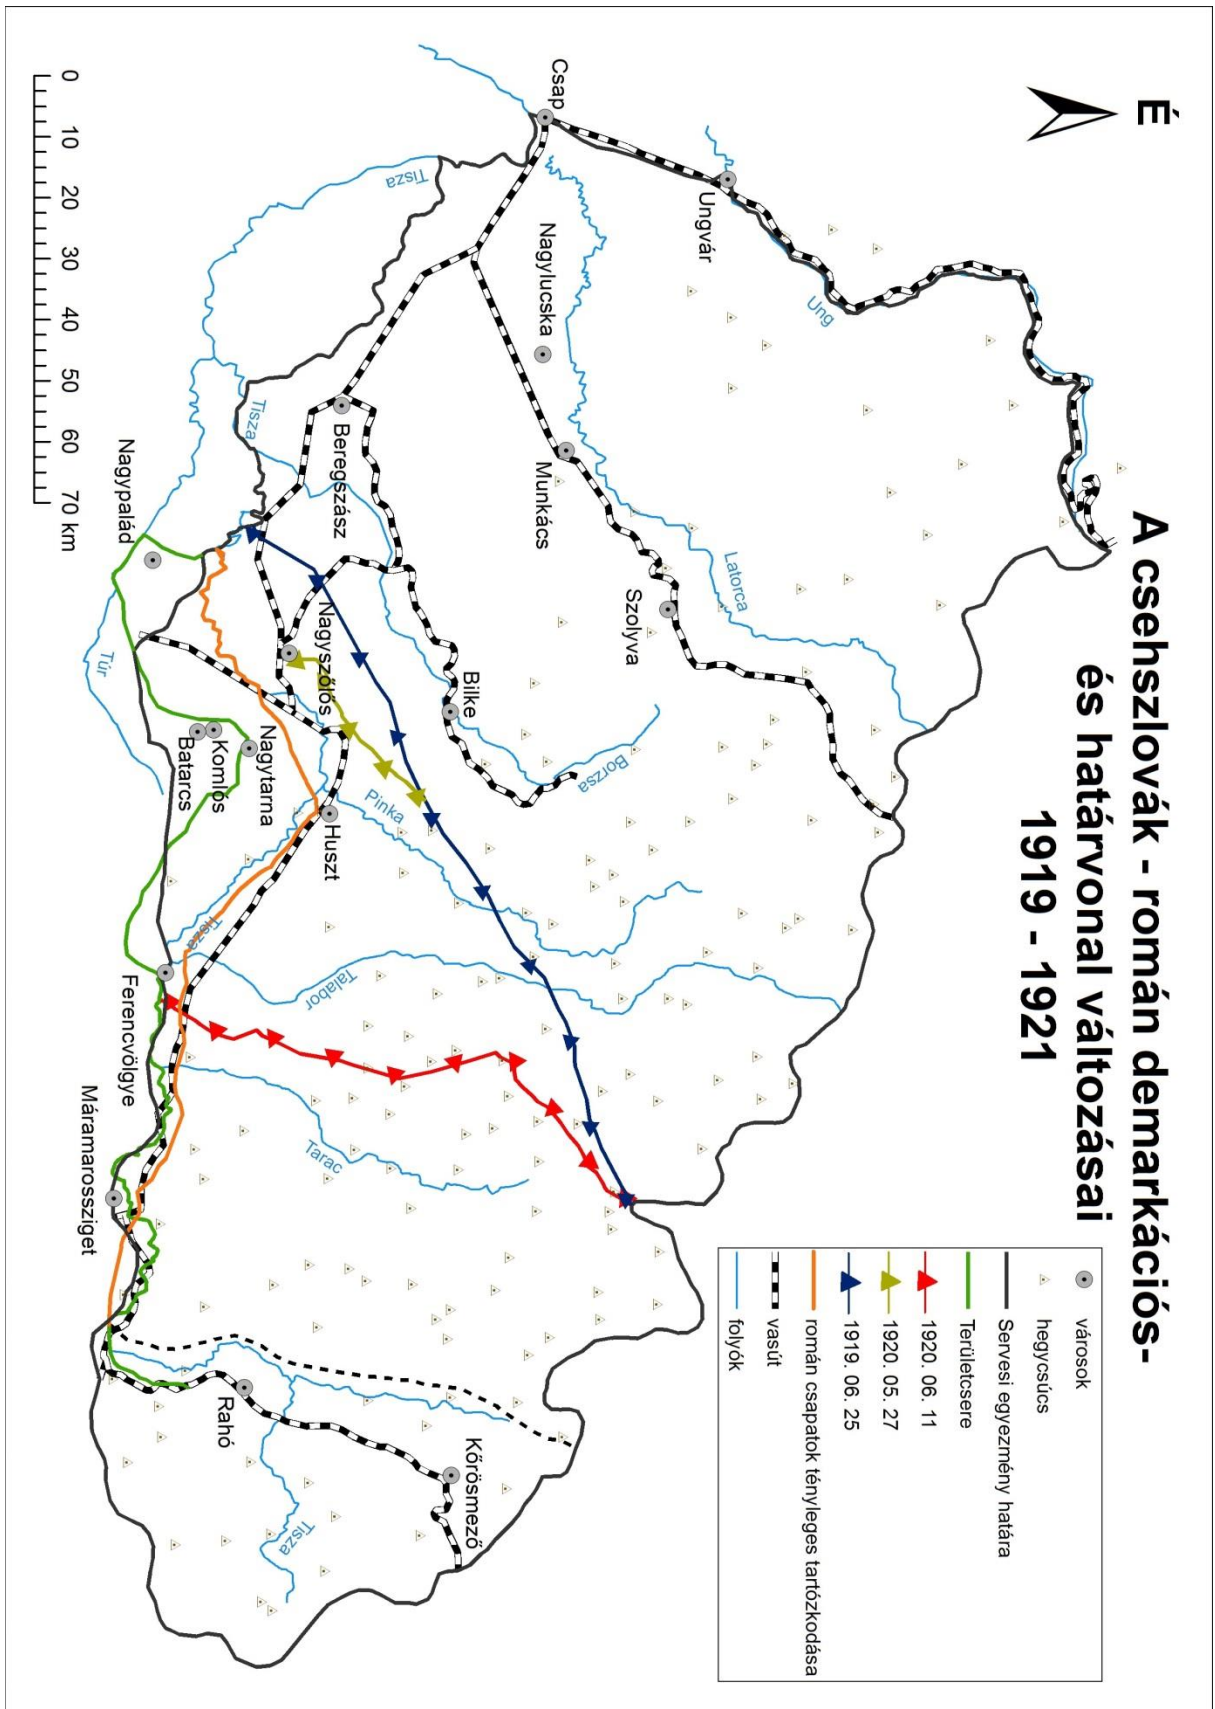 A csehszlovák - román demarkációs-
és határvonal változásai
1919 - 1921
É
városok
hegycsúcs
Servesi egyezmény határa
Területcsere
1920. 06. 11
1920. 05. 27
1919. 06. 25
román csapatok tényleges tartózkodása
vasút
folyók
Ung
Ungvár
Csap
Nagylucska
Munkács
Latorca
Szolyva
Bilke
Borzsa
Kőrösmező
Tisza
Beregszász
Nagyszőlős
Pinka
Huszt
Talabor
Tarac
Rahó
Tisza
Tisza
Nagytarna
Komlós
Batarcs
Tisza
Nagypalád
Túr
Ferencvölgye
Máramarossziget
0 10 20 30 40 50 60 70 km